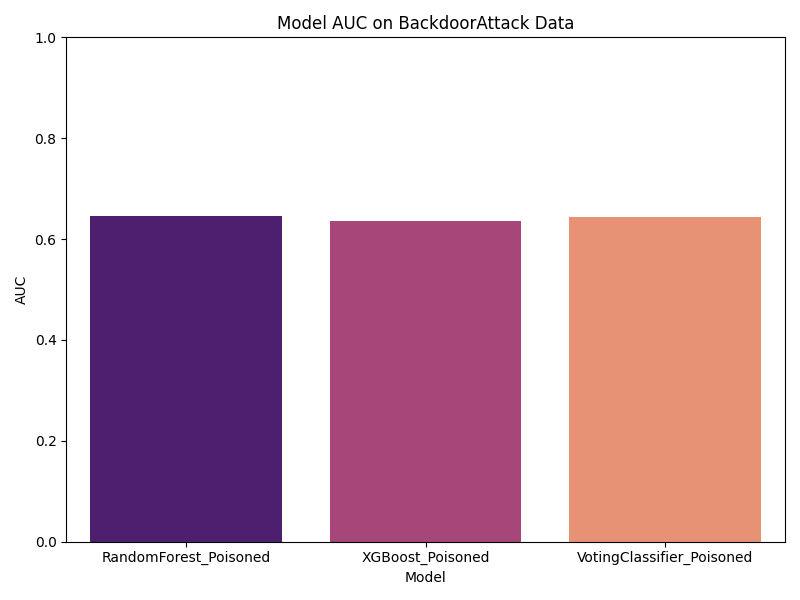 Model AUC on BackdoorAttack Data
1.0
0.8
0.6
0.4
0.2
0.0
AUC
RandomForest_Poisoned
XGBoost_Poisoned
VotingClassifier_Poisoned
Model